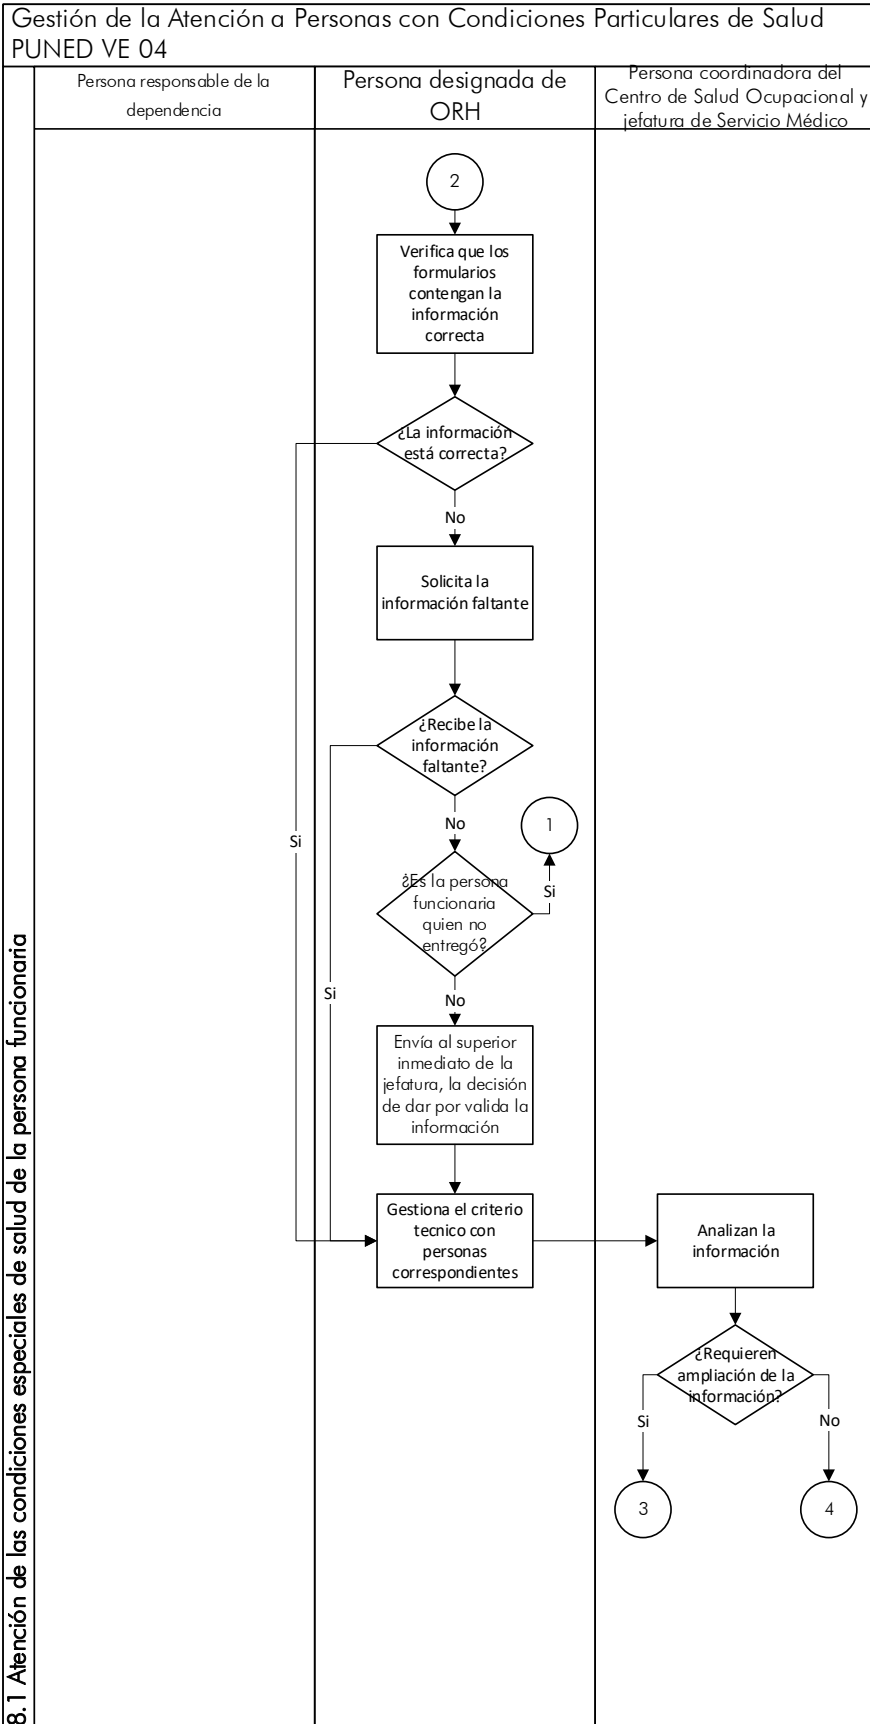 Gestión de la Atención a Personas con Condiciones Particulares de Salud
PUNED VE 04
Persona responsable de la
dependencia
Persona designada de
ORH
Persona coordinadora del
Centro de Salud Ocupacional y
jefatura de Servicio Médico
8.1 Atención de las condiciones especiales de salud de la persona funcionaria
2
Verifica que los
formularios
contengan la
información
correcta
¿La información
está correcta?
No
Solicita la
información faltante
¿Recibe la
información
faltante?
No
1
Si
Si
¿Es la persona
funcionaria
quien no
entregó?
Si
No
Envía al superior
inmediato de la
jefatura, la decisión
de dar por valida la
información
Gestiona el criterio
tecnico con
personas
correspondientes
Analizan la
información
¿Requieren
ampliación de la
información?
Si
No
3
4